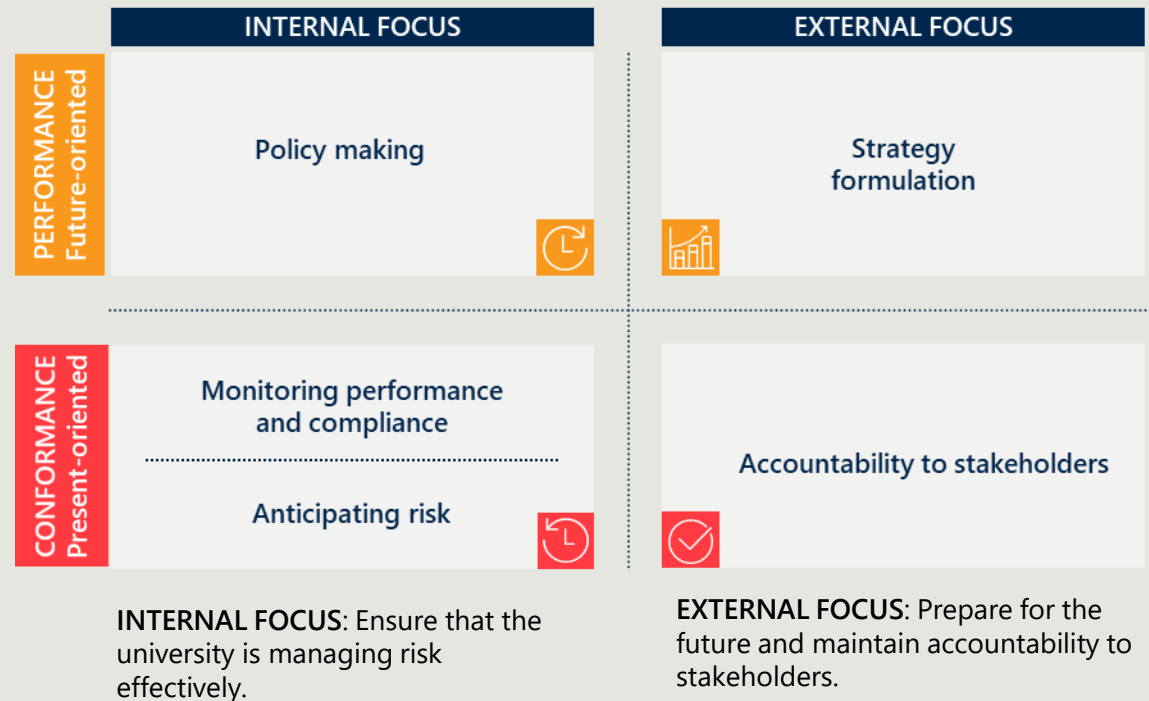 INTERNAL FOCUS
EXTERNAL FOCUS
PERFORMANCE
Future-oriented
Policy making
Strategy
formulation
CONFORMANCE
Present-oriented
Monitoring performance
and compliance
Anticipating risk
Accountability to stakeholders
INTERNAL FOCUS: Ensure that the
university is managing risk
effectively.
EXTERNAL FOCUS: Prepare for the
future and maintain accountability to
stakeholders.